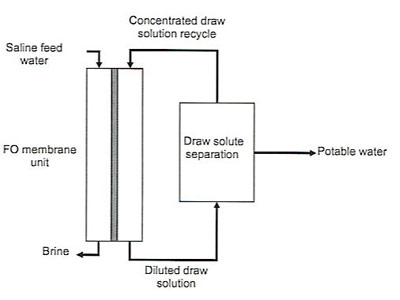 Concentrated draw
solution recycle
Saline feed
water
FO membrane
unit
Draw solute
separation
Potable water
Brine
Diluted draw
solution